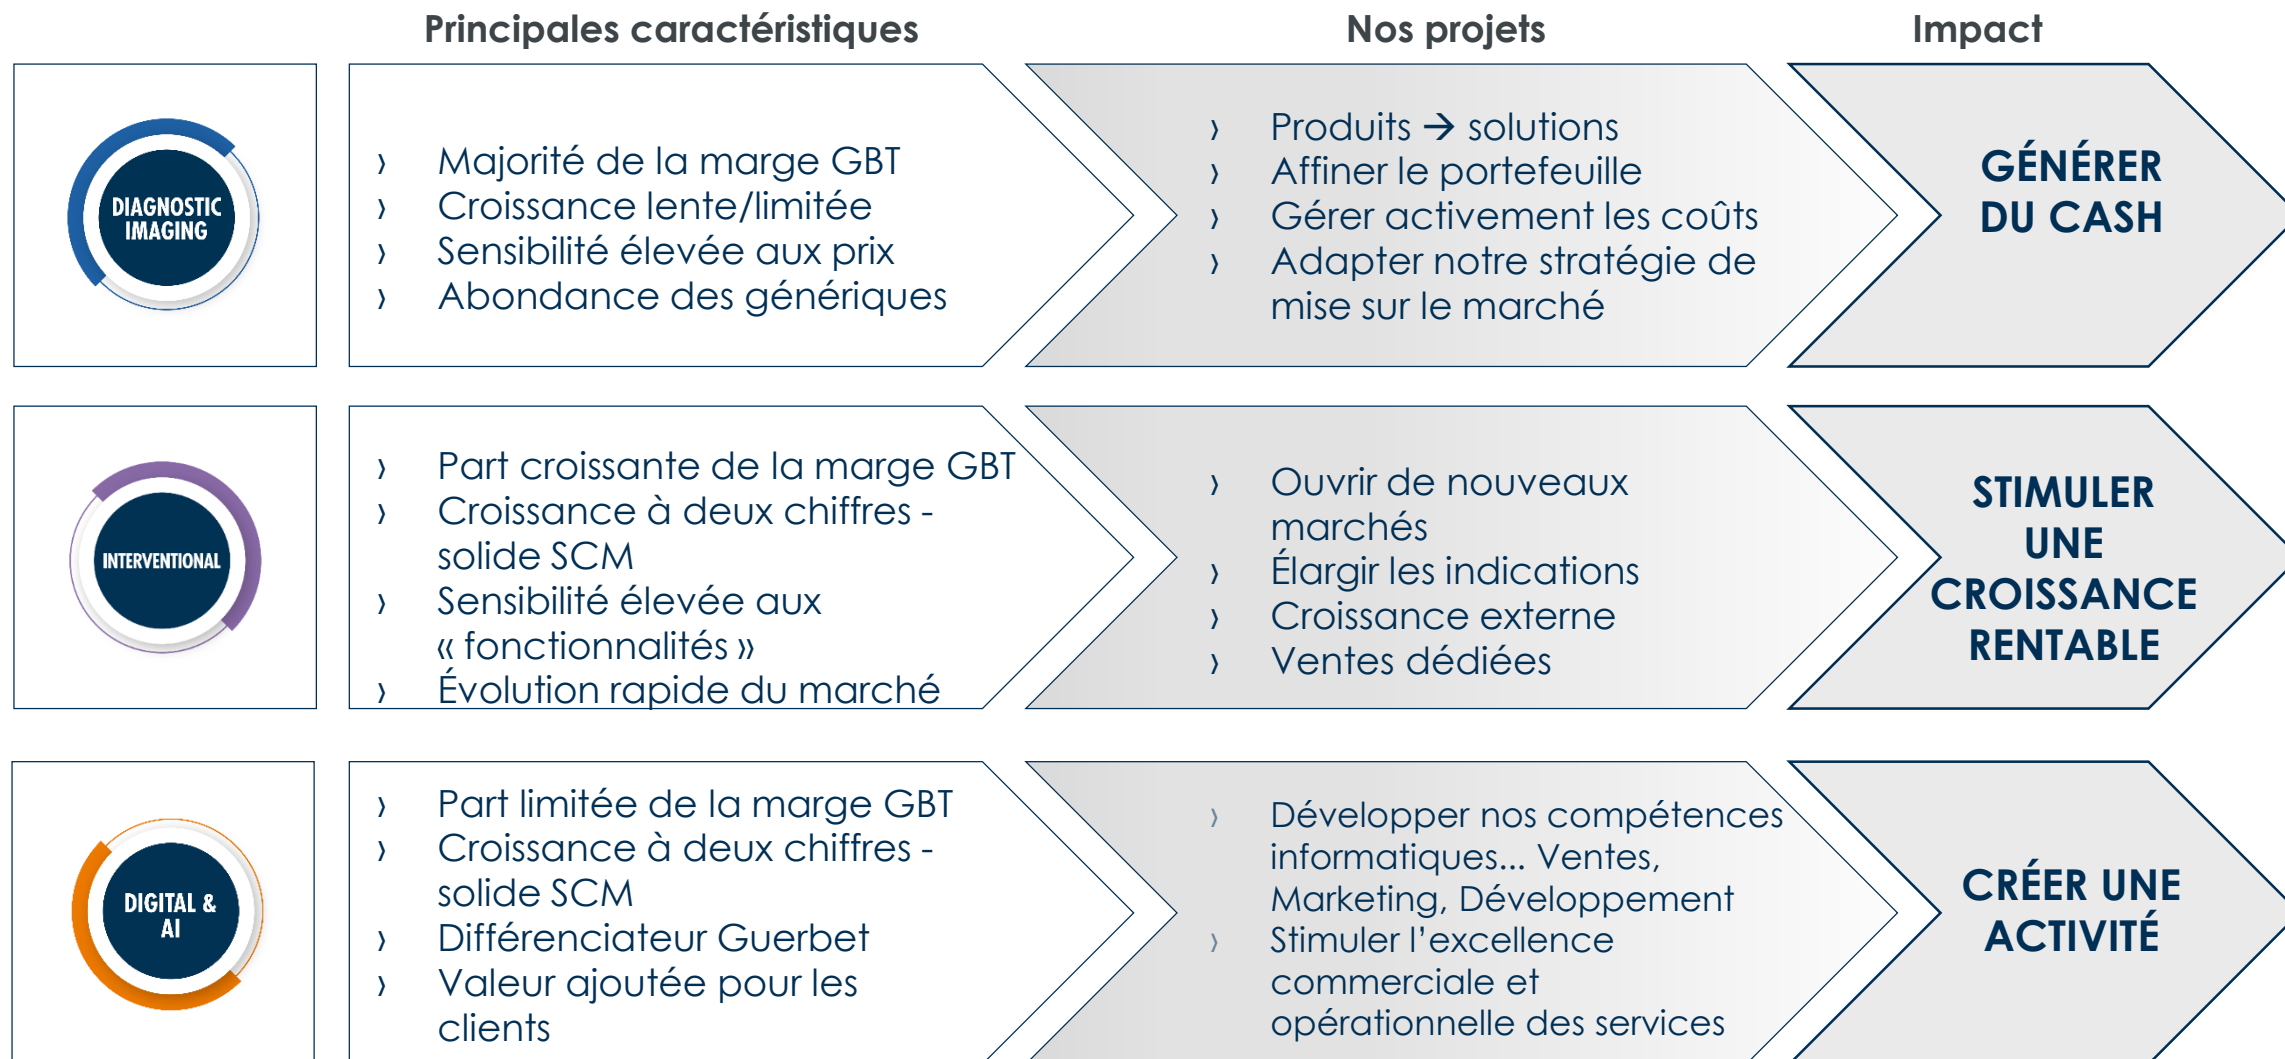 Principales caractéristiques
Nos projets
Impact
DIAGNOSTIC
IMAGING
› Majorité de la marge GBT
› Croissance lente/limitée
› Sensibilité élevée aux prix
› Abondance des génériques
› Produits → solutions
› Affiner le portefeuille
› Gérer activement les coûts
› Adapter notre stratégie de
mise sur le marché
GÉNÉRER
DU CASH
INTERVENTIONAL
› Part croissante de la marge GBT
› Croissance à deux chiffres -
solide SCM
› Sensibilité élevée aux
« fonctionnalités »
› Évolution rapide du marché
› Ouvrir de nouveaux
marchés
› Élargir les indications
› Croissance externe
› Ventes dédiées
STIMULER
UNE
CROISSANCE
RENTABLE
DIGITAL &
AI
› Part limitée de la marge GBT
› Croissance à deux chiffres -
solide SCM
› Différenciateur Guerbet
› Valeur ajoutée pour les
clients
› Développer nos compétences
informatiques... Ventes,
Marketing, Développement
› Stimuler l’excellence
commerciale et
opérationnelle des services
CRÉER UNE
ACTIVITÉ